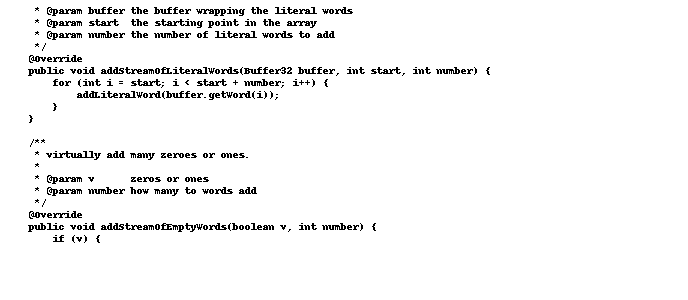 * @param buffer the buffer wrapping the literal words
* @param start  the starting point in the array
* @param number the number of literal words to add
*/
@Override
public void addStreamOfLiteralWords(Buffer32 buffer, int start, int number) {
    for (int i = start; i < start + number; i++) {
        addLiteralWord(buffer.getWord(i));
    }
}

/**
 * virtually add many zeroes or ones.
 *
 * @param v      zeros or ones
 * @param number how many to words add
 */
@Override
public void addStreamOfEmptyWords(boolean v, int number) {
    if (v) {